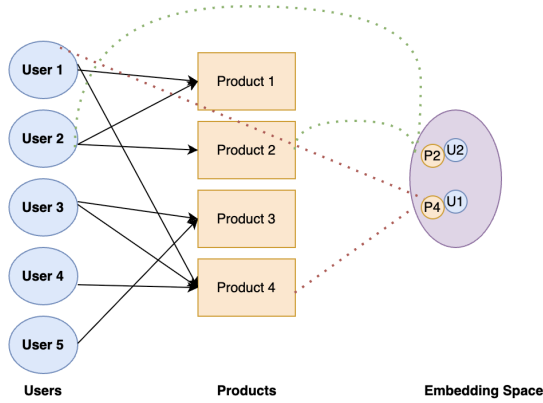 User 1
User 2
User 3
User 4
User 5
Users
Product 1
Product 2
Product 3
Product 4
Products
P2
U2
P4
U1
Embedding Space